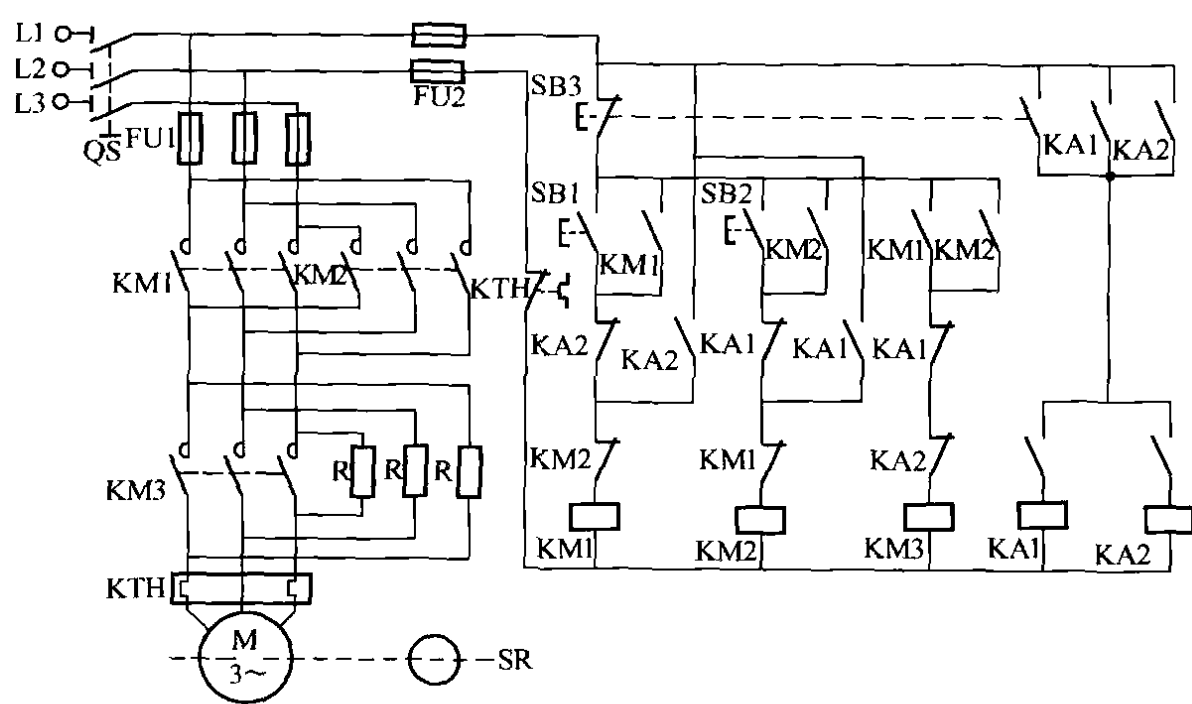 L1
L2
L3
QS
FU1
FU2
SB3
KA1
KA2
SB1
SB2
KM1
KM2
KM1
KM2
KM1
KM2
KTH
KA2
KA2
KA1
KA1
KA1
KM2
KM1
KA2
KM3
R
R
R
KM1
KM2
KM3
KA1
KA2
KTH
M
3~
SR